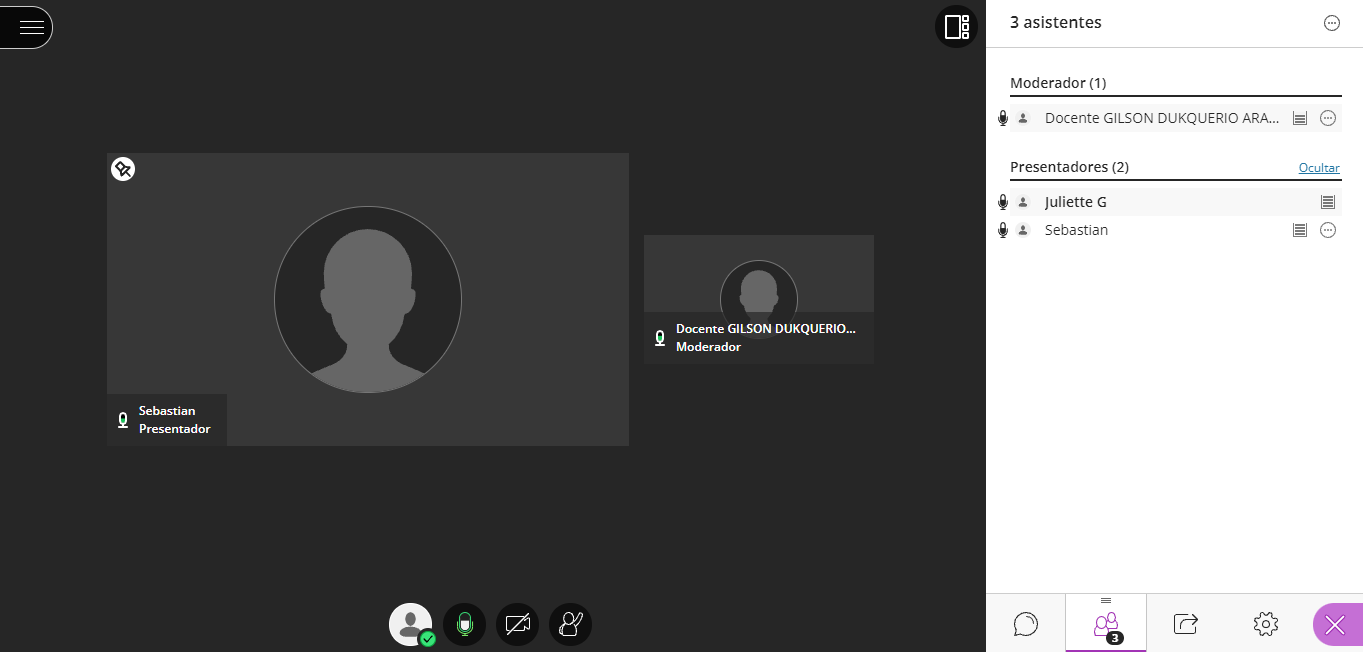 3 asistentes
Moderador (1)
Docente GILSON DUKQUERIO ARA...
Presentadores (2)
Ocultar
Juliette G
Sebastian
Sebastian
Presentador
Docente GILSON DUKQUERIO...
Moderador
3